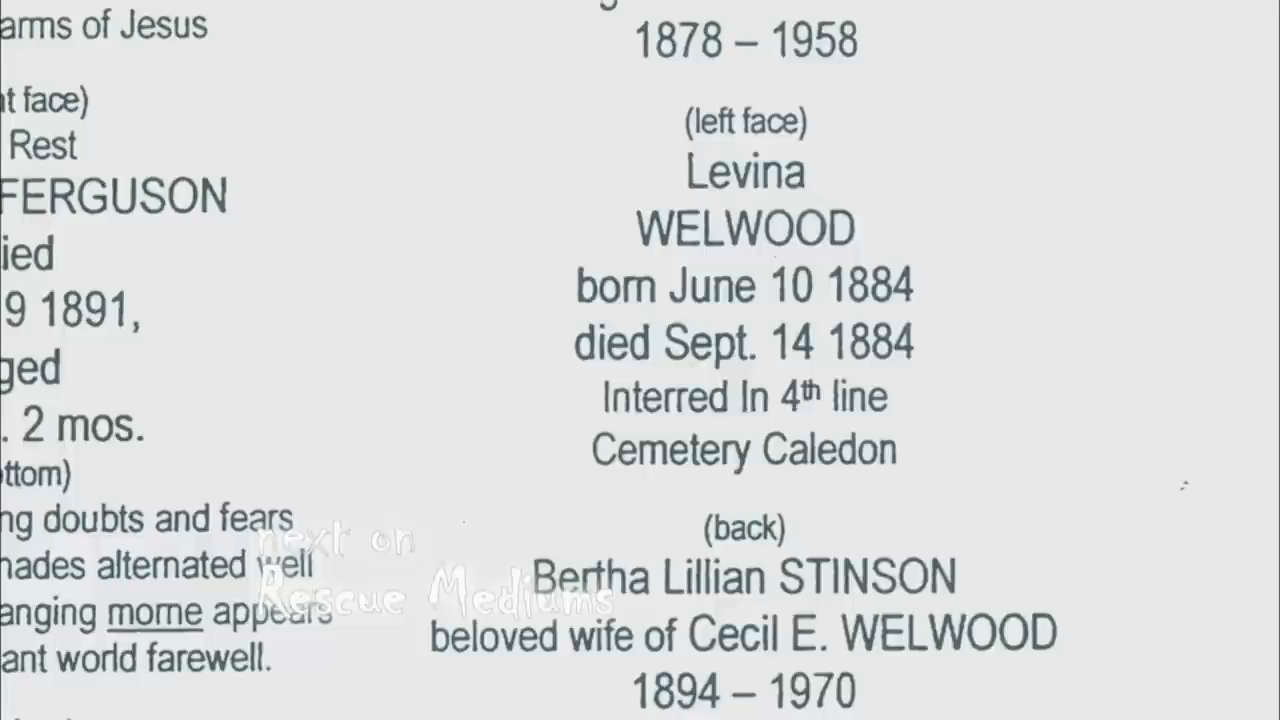 arms of Jesus
t face)
Rest
FERGUSON
ied
9 1891,
ged
. 2 mos.
ttom)
ng doubts and fears
hades alternated well
anging morne appears
ant world farewell.
1878 – 1958
(left face)
Levina
WELWOOD
born June 10 1884
died Sept. 14 1884
Interred In 4th line
Cemetery Caledon
(back)
Bertha Lillian STINSON
beloved wife of Cecil E. WELWOOD
1894 – 1970
next on
Rescue Mediums